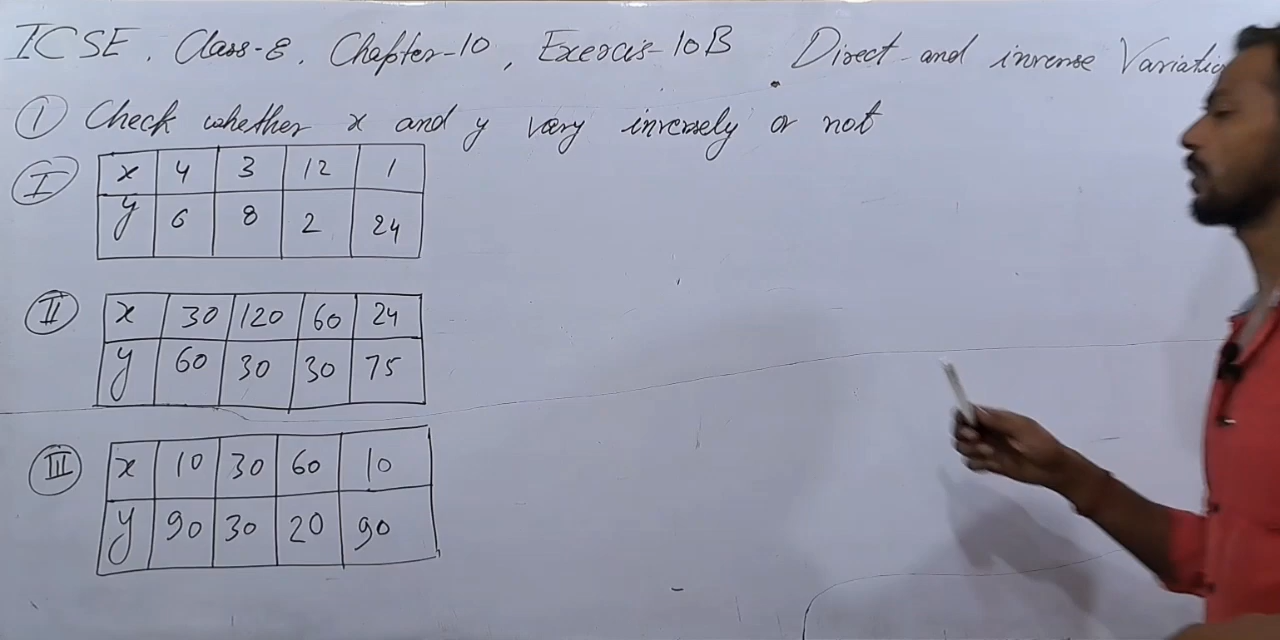 ICSE. Class-8. Chapter-10, Exercis-10B. Direct and inverse Variatio
① Check whether x and y vary inversely or not
Ⅰ
x 4 3 12 1
y 6 8 2 24
Ⅱ
x 30 120 60 24
y 60 30 30 75
Ⅲ
x 10 30 60 10
y 90 30 20 90